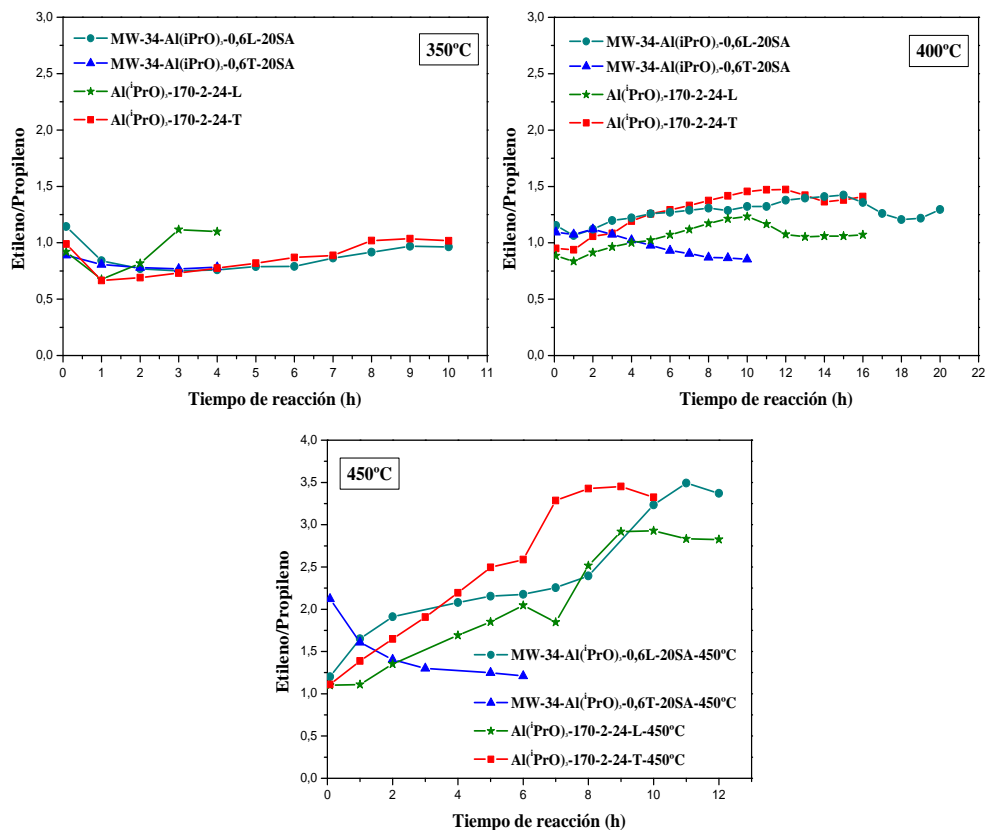 3,0
2,5
2,0
1,5
1,0
0,5
0,0
Etileno/Propileno
MW-34-Al(iPrO)₃-0,6L-20SA
MW-34-Al(iPrO)₃-0,6T-20SA
Al(ⁱPrO)₃-170-2-24-L
Al(ⁱPrO)₃-170-2-24-T
350ºC
0 1 2 3 4 5 6 7 8 9 10 11
Tiempo de reacción (h)
3,0
2,5
2,0
1,5
1,0
0,5
0,0
Etileno/Propileno
MW-34-Al(iPrO)₃-0,6L-20SA
MW-34-Al(iPrO)₃-0,6T-20SA
Al(ⁱPrO)₃-170-2-24-L
Al(ⁱPrO)₃-170-2-24-T
400ºC
0 2 4 6 8 10 12 14 16 18 20 22
Tiempo de reacción (h)
4,0
3,5
3,0
2,5
2,0
1,5
1,0
0,5
0,0
Etileno/Propileno
450ºC
MW-34-Al(ⁱPrO)₃-0,6L-20SA-450ºC
MW-34-Al(ⁱPrO)₃-0,6T-20SA-450ºC
Al(ⁱPrO)₃-170-2-24-L-450ºC
Al(ⁱPrO)₃-170-2-24-T-450ºC
0 2 4 6 8 10 12
Tiempo de reacción (h)